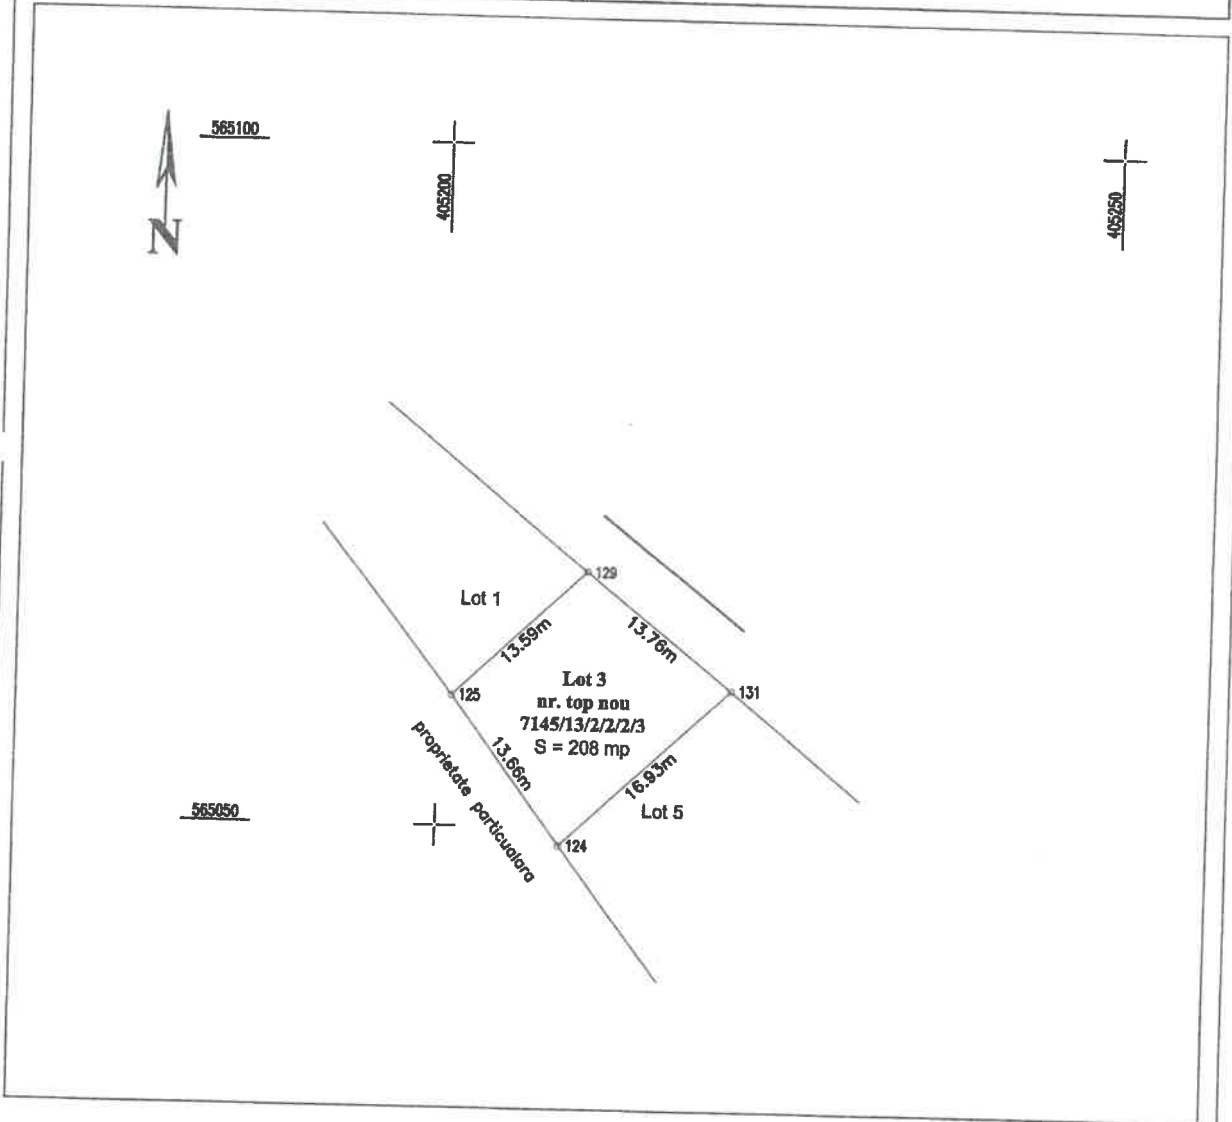 565100
405200
405250
N
129
Lot 1
13.59m
13.76m
125
131
Lot 3
nr. top nou
7145/13/2/2/2/3
S = 208 mp
13.66m
proprietate particualara
16.93m
Lot 5
565050
124